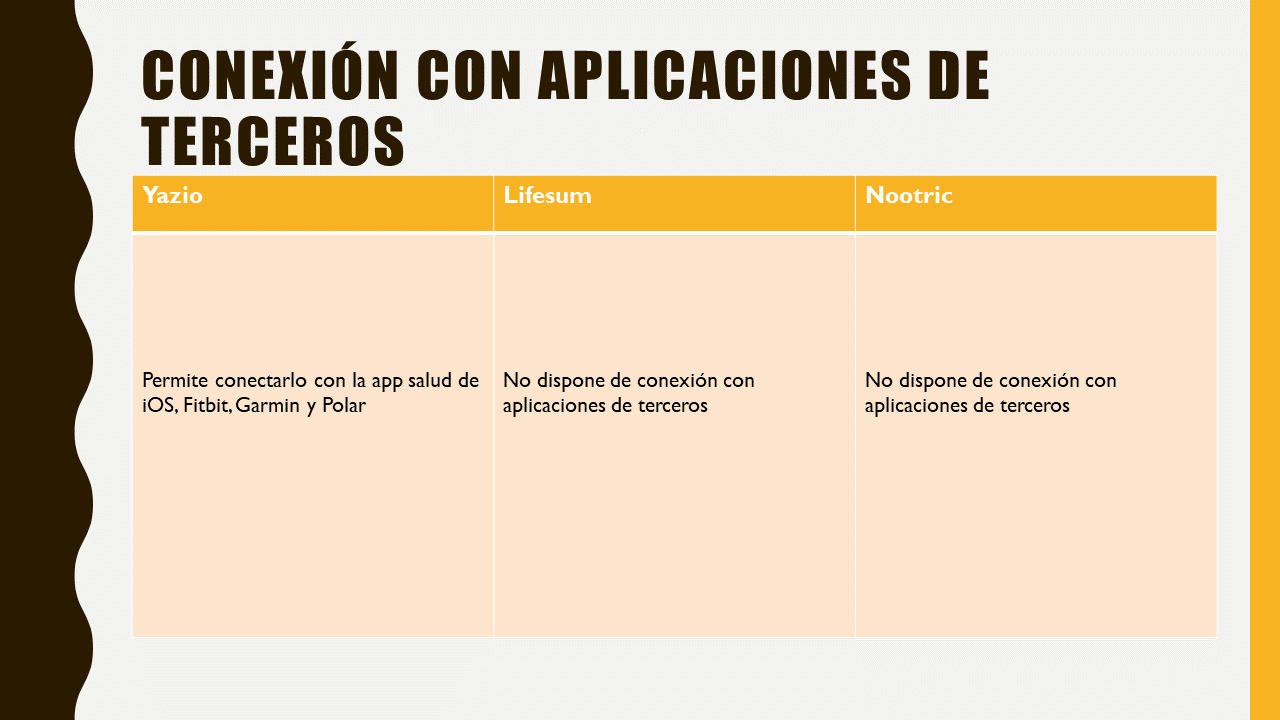 CONEXIÓN CON APLICACIONES DE
TERCEROS
Yazio
Lifesum
Nootric
Permite conectarlo con la app salud de
iOS, Fitbit, Garmin y Polar
No dispone de conexión con
aplicaciones de terceros
No dispone de conexión con
aplicaciones de terceros